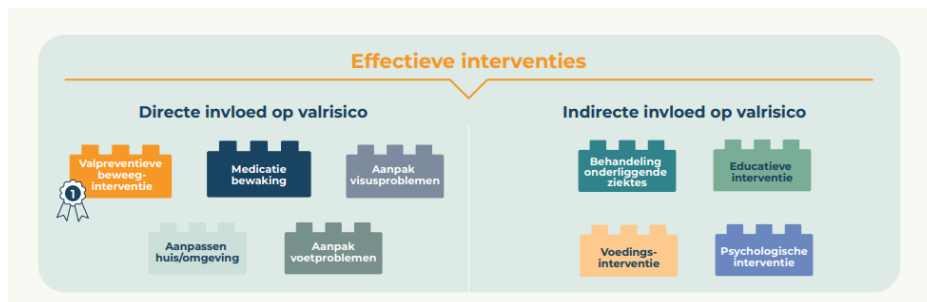 Effectieve interventies
Directe invloed op valrisico
Indirecte invloed op valrisico
Valpreventieve
beweeg-
interventie
1
Medicatie
bewaking
Aanpak
visusproblemen
Aanpassen
huis/omgeving
Aanpak
voetproblemen
Behandeling
onderliggende
ziektes
Educatieve
interventie
Voedings-
interventie
Psychologische
interventie